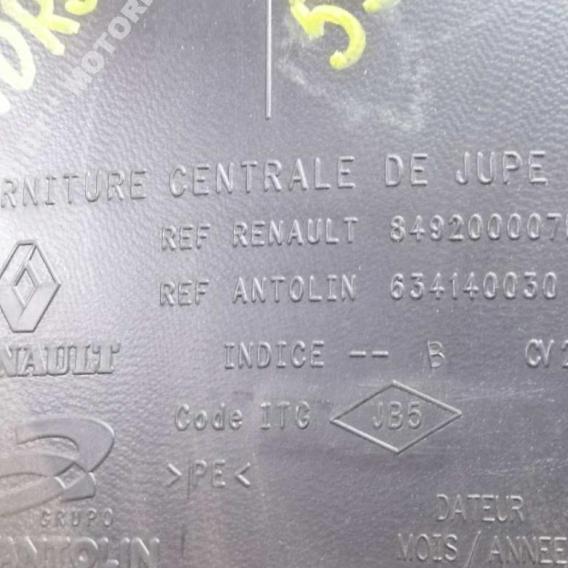 RNITURE CENTRALE DE JUPE
REF RENAULT 849200007
REF ANTOLIN 634140030
NAULT
INDICE -- B CV
Code ITG JB5
>PE<
GRUPO
ANTOLIN
DATEUR
MOIS/ANNEE